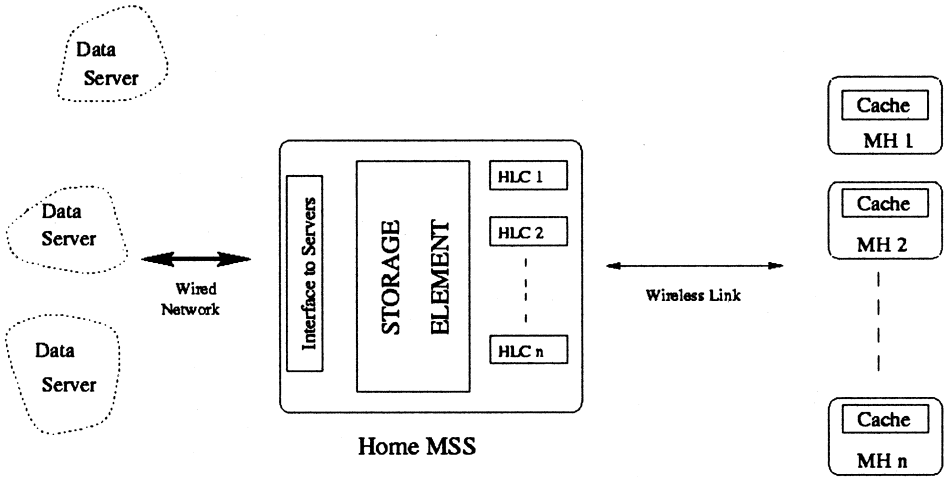 Data
Server
Data
Server
Data
Server
Wired
Network
Interface to Servers
STORAGE
ELEMENT
HLC 1
HLC 2
HLC n
Home MSS
Wireless Link
Cache
MH 1
Cache
MH 2
Cache
MH n